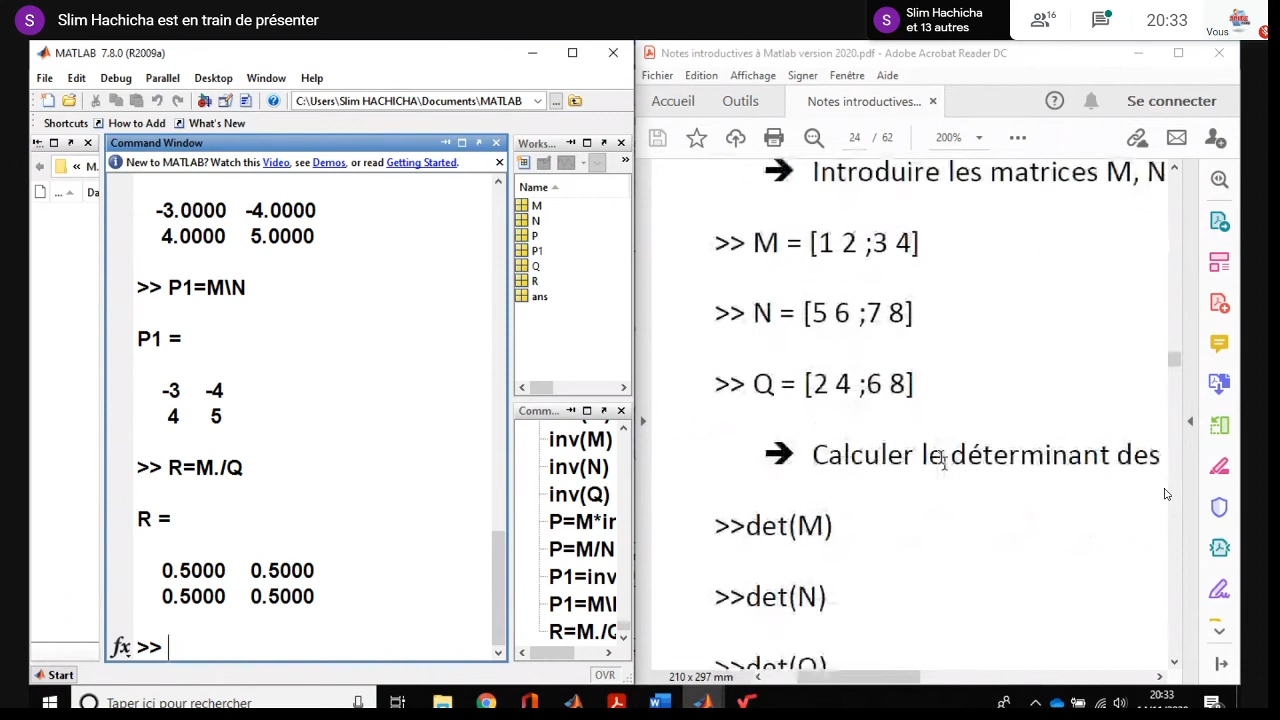 S Slim Hachicha est en train de présenter
S Slim Hachicha
et 13 autres
16
20:33
Vous
MATLAB 7.8.0 (R2009a)
File Edit Debug Parallel Desktop Window Help
C:\Users\Slim HACHICHA\Documents\MATLAB
...
Shortcuts How to Add What's New
Command Window
New to MATLAB? Watch this Video, see Demos, or read Getting Started.
« M.
... Da
-3.0000 -4.0000
4.0000 5.0000
>> P1=M\N
P1 =
-3 -4
4 5
>> R=M./Q
R =
0.5000 0.5000
0.5000 0.5000
fx >>
Works...
Name
M
N
P
P1
Q
R
ans
Comm...
inv(M)
inv(N)
inv(Q)
P=M*in
P=M/N
P1=inv
P1=M\N
R=M./Q
Start
OVR
Notes introductives à Matlab version 2020.pdf - Adobe Acrobat Reader DC
Fichier Edition Affichage Signer Fenêtre Aide
Accueil Outils Notes introductives... Se connecter
24 / 62 200%
➔ Introduire les matrices M, N
>> M = [1 2 ;3 4]
>> N = [5 6 ;7 8]
>> Q = [2 4 ;6 8]
➔ Calculer le déterminant des
>>det(M)
>>det(N)
>>det(Q)
210 x 297 mm
Taper ici pour rechercher
20:33